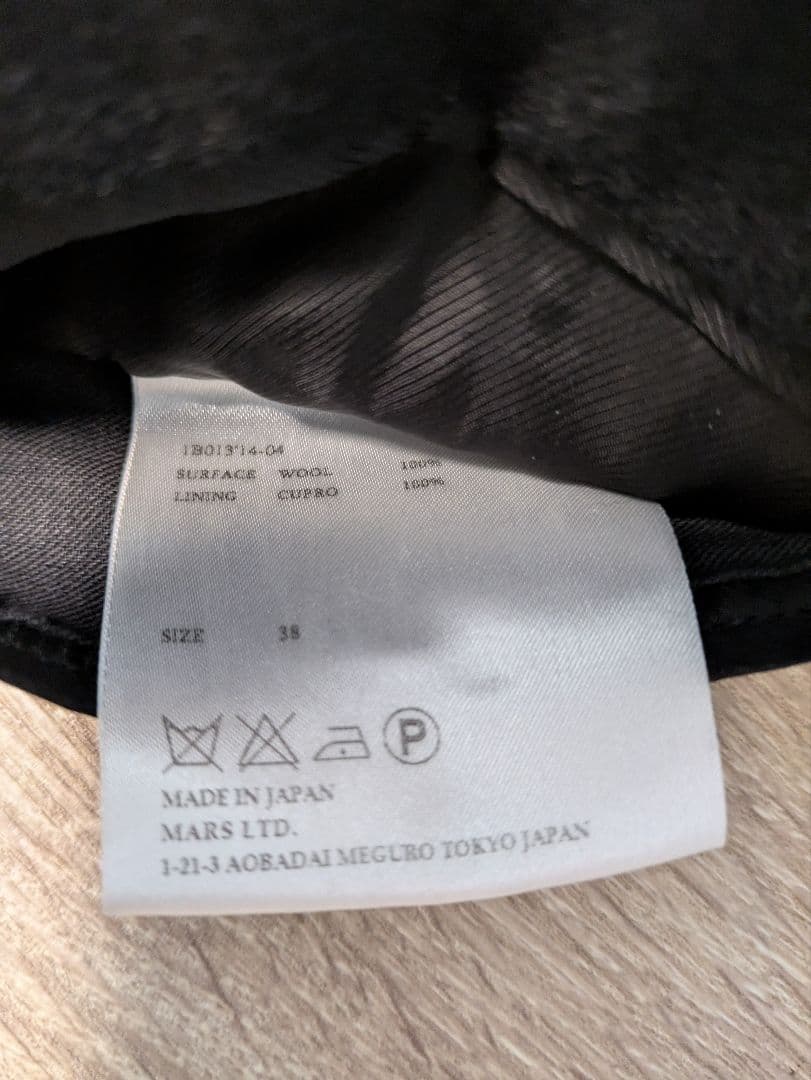 1B013'14-04
SURFACE WOOL 100%
LINING CUPRO 100%
SIZE 38
P
MADE IN JAPAN
MARS LTD.
1-21-3 AOBADAI MEGURO TOKYO JAPAN